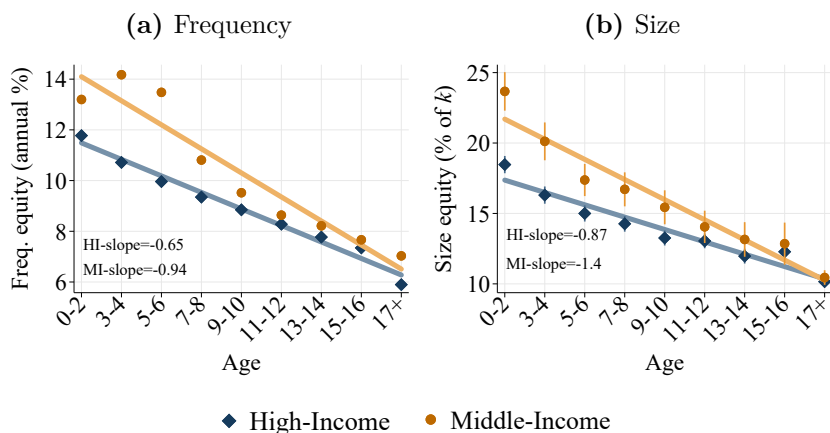 (a) Frequency
Freq. equity (annual %)
14
12
10
8
6
HI-slope=-0.65
MI-slope=-0.94
0-2
3-4
5-6
7-8
9-10
11-12
13-14
15-16
17+
Age
(b) Size
Size equity (% of k)
25
20
15
10
HI-slope=-0.87
MI-slope=-1.4
0-2
3-4
5-6
7-8
9-10
11-12
13-14
15-16
17+
Age
High-Income
Middle-Income